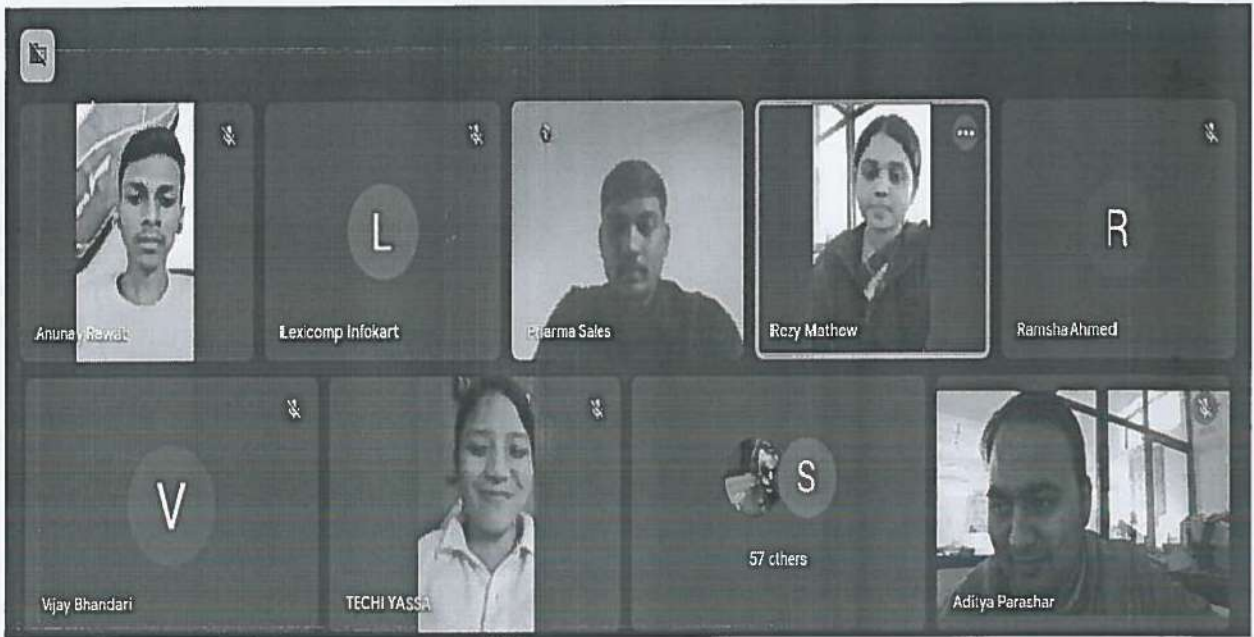 L
R
Anunay Rawat
Lexicomp Infokart
Pharma Sales
Rozy Mathew
Ramsha Ahmed
V
S
57 others
Vijay Bhandari
TECHI YASSA
Aditya Parashar